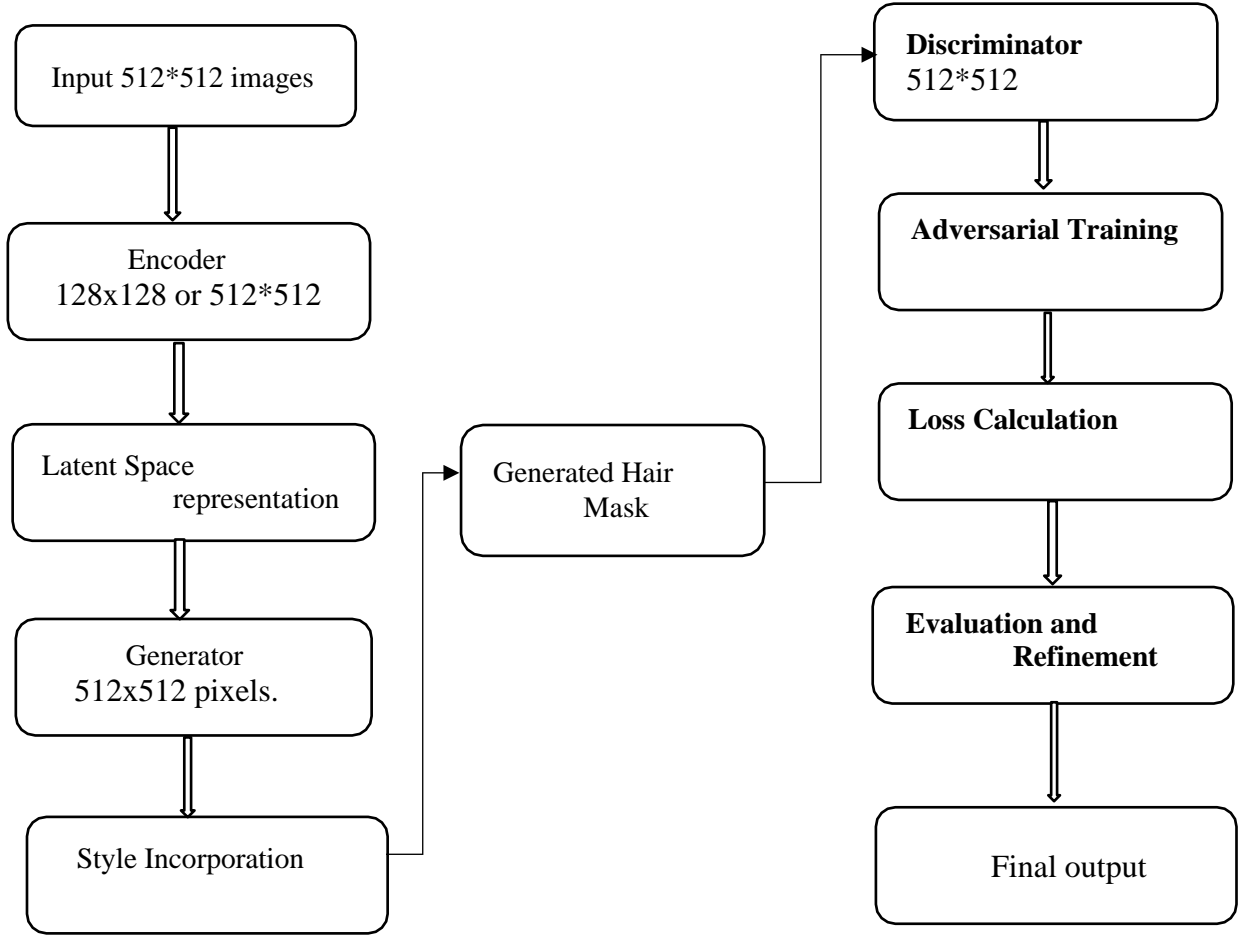 Input 512*512 images
Encoder
128x128 or 512*512
Latent Space
representation
Generator
512x512 pixels.
Style Incorporation
Generated Hair
Mask
Discriminator
512*512
Adversarial Training
Loss Calculation
Evaluation and
Refinement
Final output